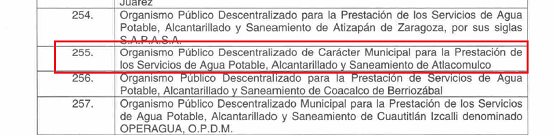 Juárez
254. Organismo Público Descentralizado para la Prestación de los Servicios de Agua
Potable, Alcantarillado y Saneamiento de Atizapán de Zaragoza, por sus siglas
S.A.P.A.S.A.
255. Organismo Público Descentralizado de Carácter Municipal para la Prestación de
los Servicios de Agua Potable, Alcantarillado y Saneamiento de Atlacomulco
256. Organismo Público Descentralizado para la Prestación de Servicios de Agua
Potable, Alcantarillado y Saneamiento de Coacalco de Berriozábal
257. Organismo Público Descentralizado Municipal para la Prestación de los Servicios
de Agua Potable, Alcantarillado y Saneamiento de Cuautitlán Izcalli denominado
OPERAGUA, O.P.D.M.